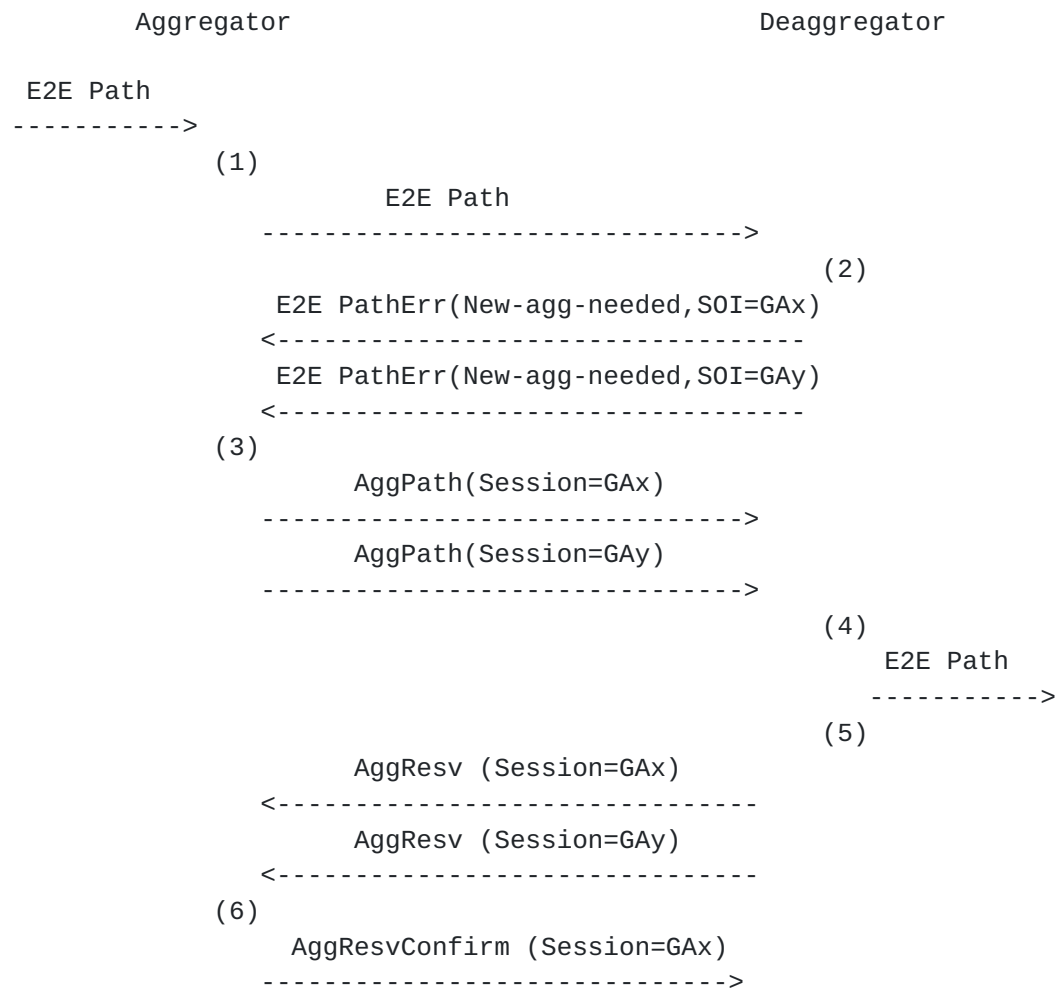 Aggregator Deaggregator
E2E Path
----------->
(1)
E2E Path
------------------------------->
(2)
E2E PathErr(New-agg-needed,SOI=GAx)
<----------------------------------
E2E PathErr(New-agg-needed,SOI=GAy)
<----------------------------------
(3)
AggPath(Session=GAx)
------------------------------->
AggPath(Session=GAy)
------------------------------->
(4)
E2E Path
----------->
(5)
AggResv (Session=GAx)
<-------------------------------
AggResv (Session=GAy)
<-------------------------------
(6)
AggResvConfirm (Session=GAx)
------------------------------>